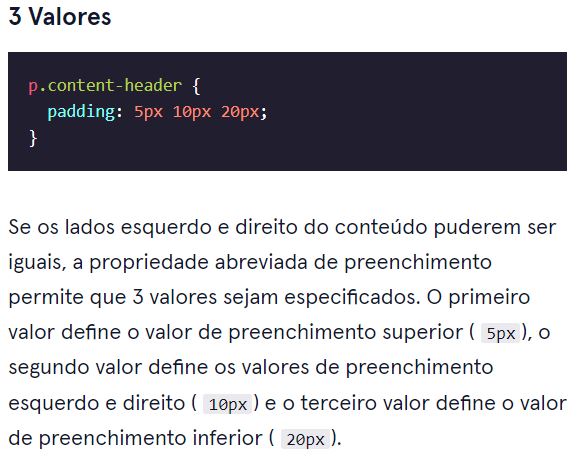 3 Valores
p.content-header {
padding: 5px 10px 20px;
}
Se os lados esquerdo e direito do conteúdo puderem ser
iguais, a propriedade abreviada de preenchimento
permite que 3 valores sejam especificados. O primeiro
valor define o valor de preenchimento superior ( 5px ), o
segundo valor define os valores de preenchimento
esquerdo e direito ( 10px ) e o terceiro valor define o valor
de preenchimento inferior ( 20px ).